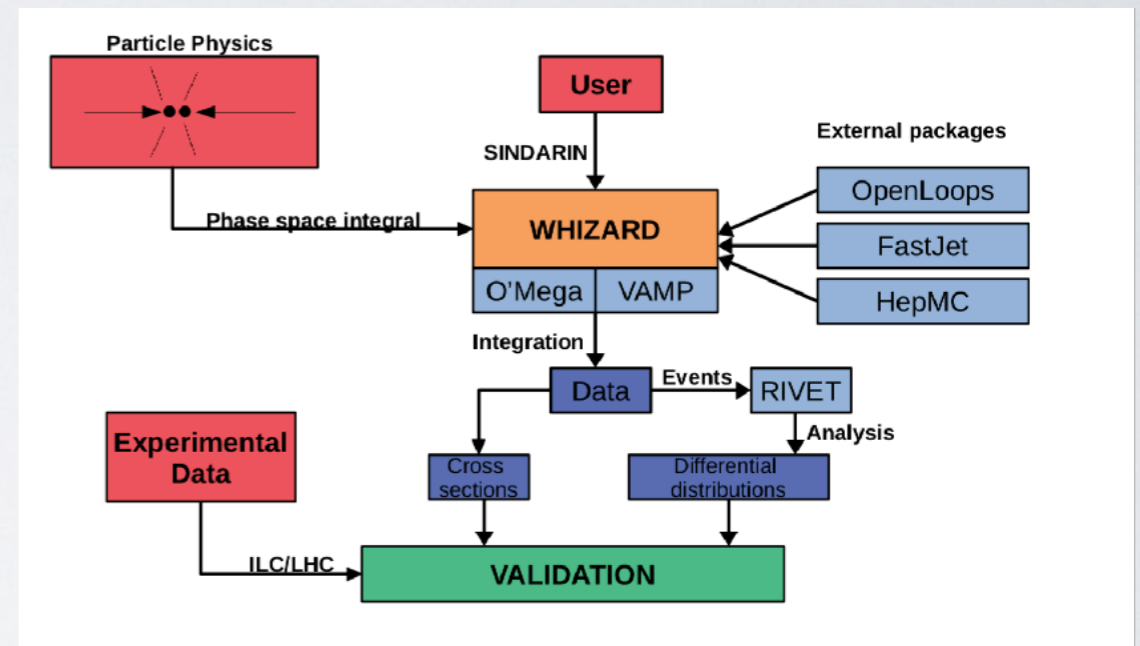 Particle Physics
User
External packages
SINDARIN
OpenLoops
Phase space integral
WHIZARD
FastJet
O'Mega
VAMP
HepMC
Integration
Data
Events
RIVET
Analysis
Experimental
Data
Cross
sections
Differential
distributions
ILC/LHC
VALIDATION